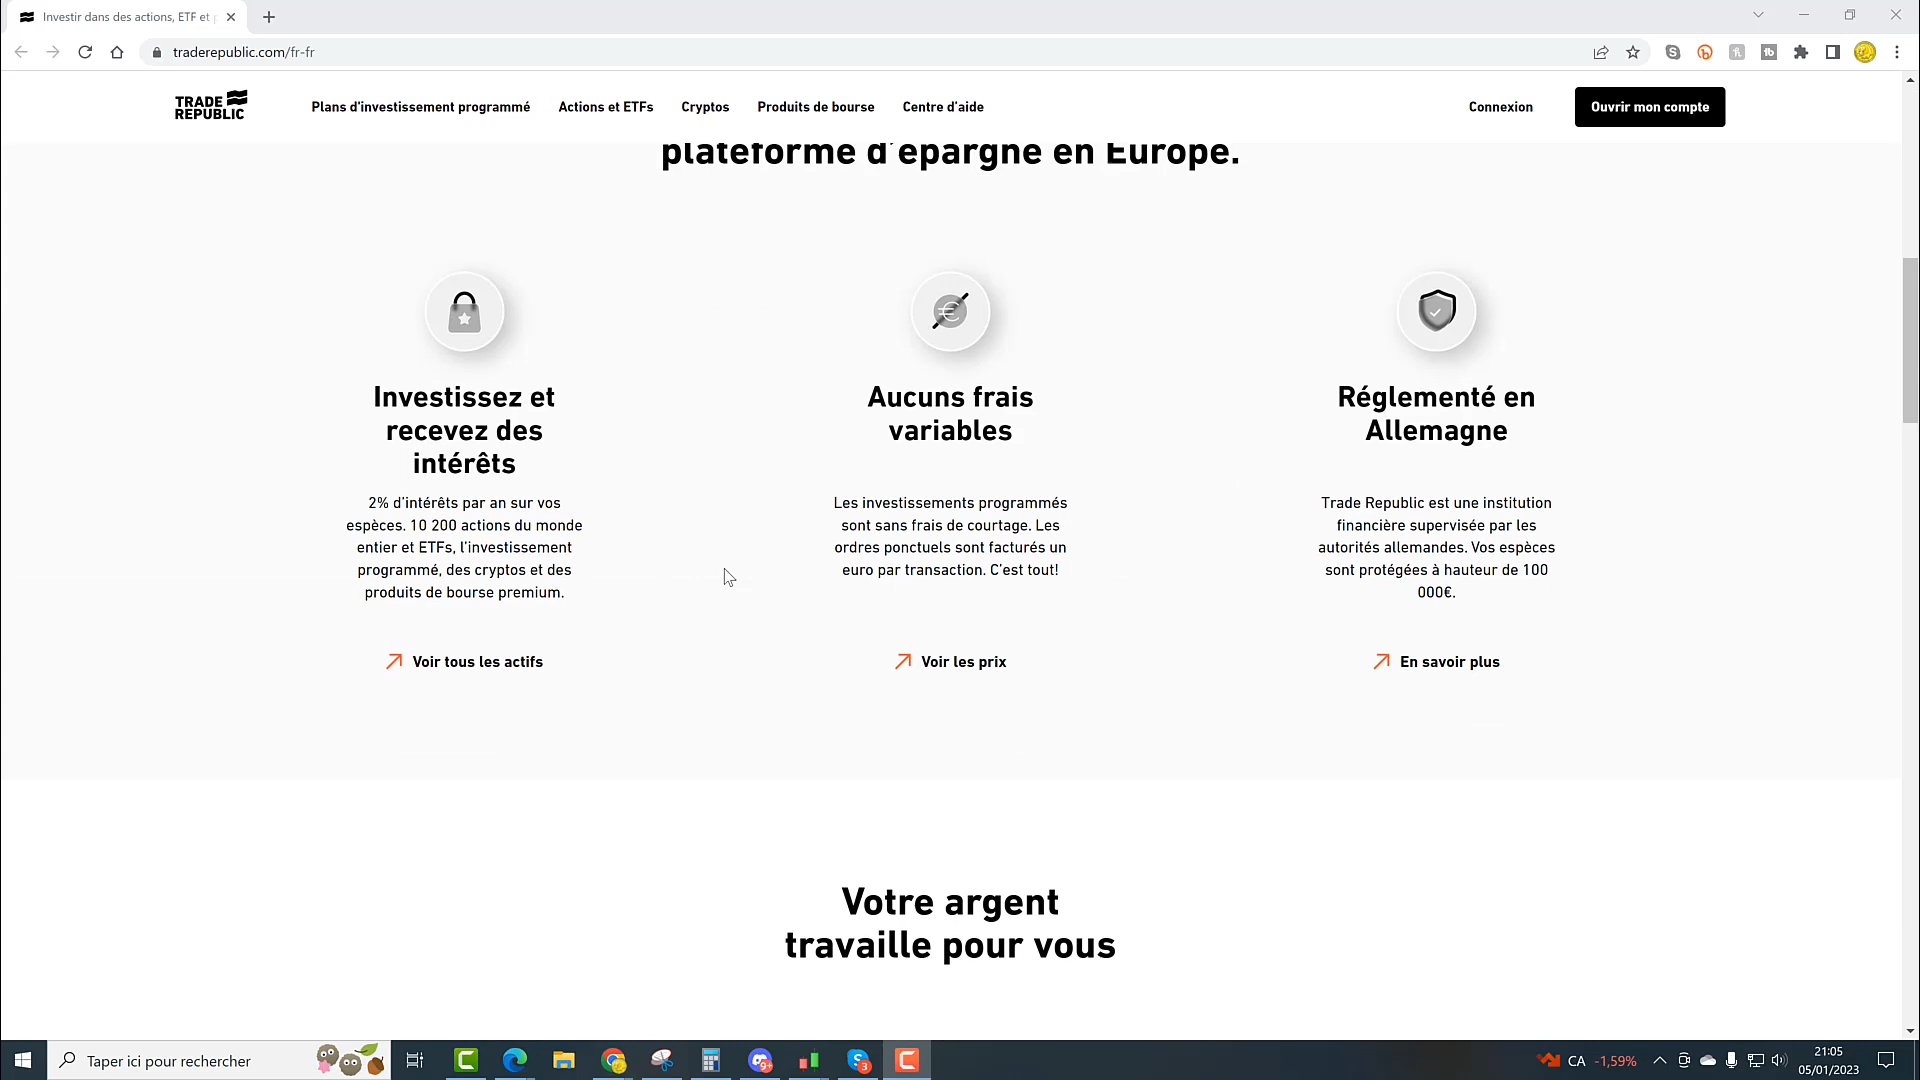 Investir dans des actions, ETF et p
traderepublic.com/fr-fr
TRADE
REPUBLIC
Plans d'investissement programmé
Actions et ETFs
Cryptos
Produits de bourse
Centre d'aide
Connexion
Ouvrir mon compte
plateforme d'épargne en Europe.
Investissez et
recevez des
intérêts
2% d'intérêts par an sur vos
espèces. 10 200 actions du monde
entier et ETFs, l'investissement
programmé, des cryptos et des
produits de bourse premium.
Voir tous les actifs
Aucuns frais
variables
Les investissements programmés
sont sans frais de courtage. Les
ordres ponctuels sont facturés un
euro par transaction. C'est tout!
Voir les prix
Réglementé en
Allemagne
Trade Republic est une institution
financière supervisée par les
autorités allemandes. Vos espèces
sont protégées à hauteur de 100
000€.
En savoir plus
Votre argent
travaille pour vous
Taper ici pour rechercher
9+
3
CA -1,59%
21:05
05/01/2023